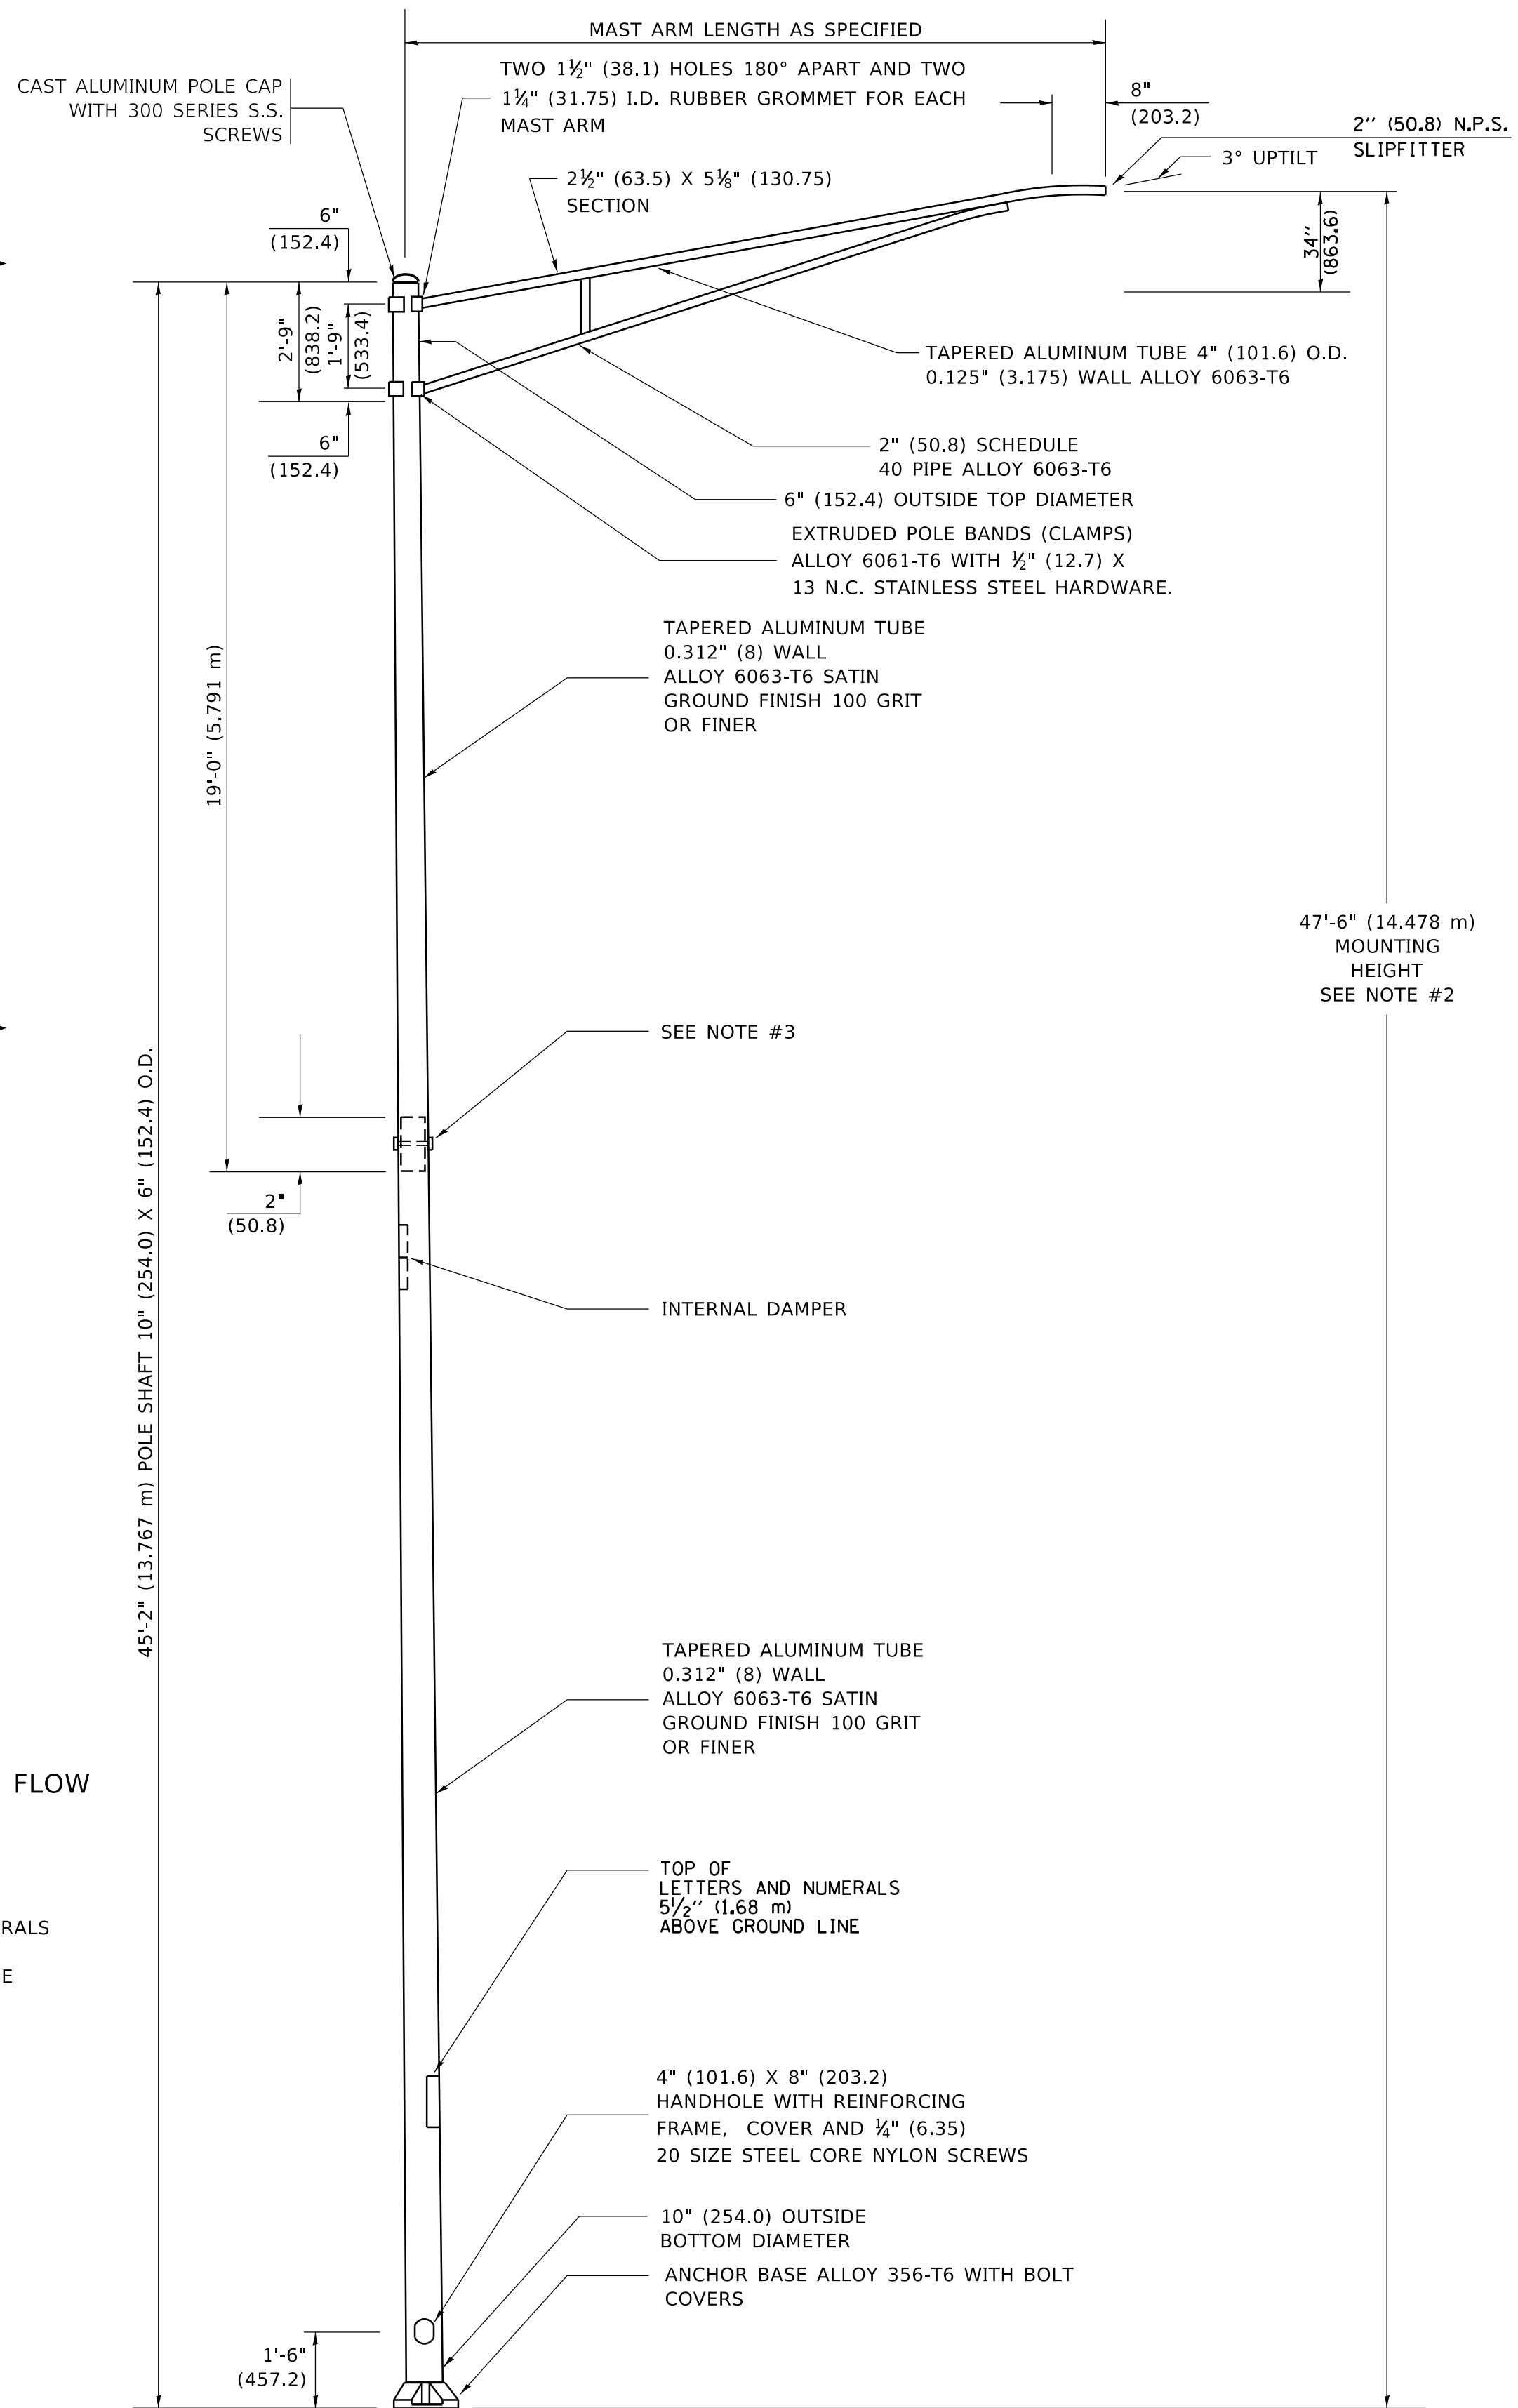 MAST ARM LENGTH AS SPECIFIED
CAST ALUMINUM POLE CAP
WITH 300 SERIES S.S.
SCREWS
TWO 1½" (38.1) HOLES 180° APART AND TWO
1¼" (31.75) I.D. RUBBER GROMMET FOR EACH
MAST ARM
8"
(203.2)
2'' (50.8) N.P.S.
SLIPFITTER
3° UPTILT
2½" (63.5) X 5⅛" (130.75)
SECTION
6"
(152.4)
34''
(863.6)
2'-9"
(838.2)
1'-9"
(533.4)
TAPERED ALUMINUM TUBE 4" (101.6) O.D.
0.125" (3.175) WALL ALLOY 6063-T6
6"
(152.4)
2" (50.8) SCHEDULE
40 PIPE ALLOY 6063-T6
6" (152.4) OUTSIDE TOP DIAMETER
EXTRUDED POLE BANDS (CLAMPS)
ALLOY 6061-T6 WITH ½" (12.7) X
13 N.C. STAINLESS STEEL HARDWARE.
TAPERED ALUMINUM TUBE
0.312" (8) WALL
ALLOY 6063-T6 SATIN
GROUND FINISH 100 GRIT
OR FINER
19'-0" (5.791 m)
47'-6" (14.478 m)
MOUNTING
HEIGHT
SEE NOTE #2
SEE NOTE #3
45'-2" (13.767 m) POLE SHAFT 10" (254.0) X 6" (152.4) O.D.
2"
(50.8)
INTERNAL DAMPER
TAPERED ALUMINUM TUBE
0.312" (8) WALL
ALLOY 6063-T6 SATIN
GROUND FINISH 100 GRIT
OR FINER
FLOW
TOP OF
LETTERS AND NUMERALS
5½'' (1.68 m)
ABOVE GROUND LINE
RALS
E
4" (101.6) X 8" (203.2)
HANDHOLE WITH REINFORCING
FRAME, COVER AND ¼" (6.35)
20 SIZE STEEL CORE NYLON SCREWS
10" (254.0) OUTSIDE
BOTTOM DIAMETER
ANCHOR BASE ALLOY 356-T6 WITH BOLT
COVERS
1'-6"
(457.2)